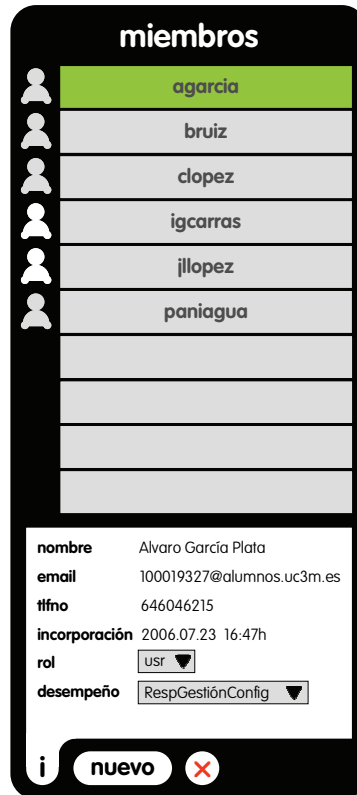 miembros
agarcia
bruiz
clopez
igcarras
jllopez
paniagua
nombre Alvaro García Plata
email 100019327@alumnos.uc3m.es
tlfno 646046215
incorporación 2006.07.23 16:47h
rol usr
desempeño RespGestiónConfig
i nuevo